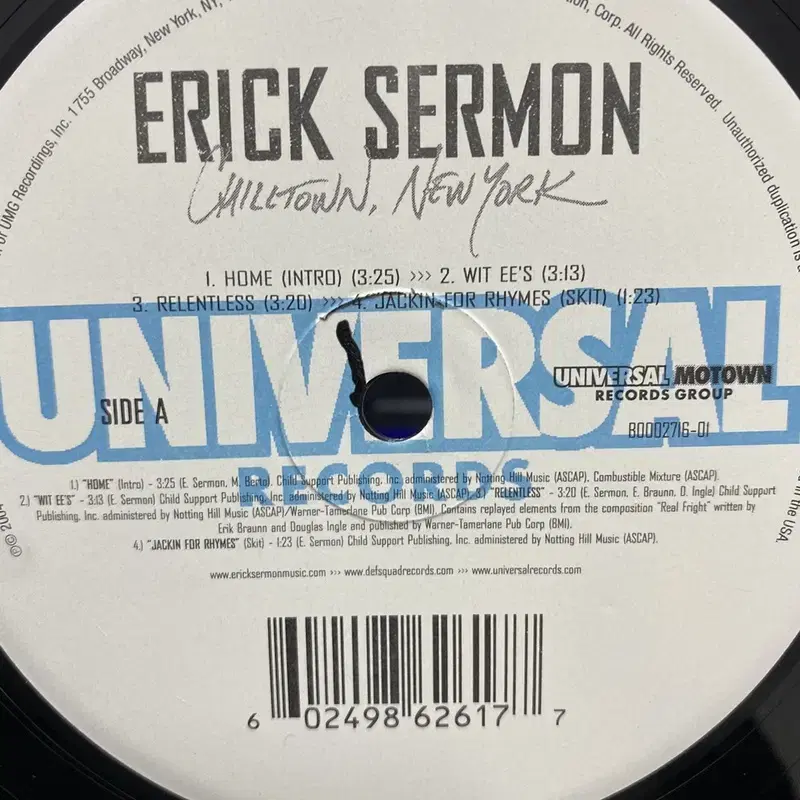 of UMG Recordings, Inc. 1755 Broadway, New York, NY,
on, Corp. All Rights Reserved. Unauthorized duplication is a
ERICK SERMON
CHILLTOWN, NEW YORK
1. HOME (INTRO) (3:25) >>> 2. WIT EE'S (3:13)
3. RELENTLESS (3:20) >>> 4. JACKIN FOR RHYMES (SKIT) (1:23)
UNIVERSAL
RECORDS
SIDE A
UNIVERSAL MOTOWN
RECORDS GROUP
B0002716-01
1.) "HOME" (Intro) - 3:25 (E. Sermon, M. Berto). Child Support Publishing, Inc. administered by Notting Hill Music (ASCAP). Combustible Mixture (ASCAP).
2.) "WIT EE'S" - 3:13 (E. Sermon) Child Support Publishing, Inc. administered by Notting Hill Music (ASCAP). 3.) "RELENTLESS" - 3:20 (E. Sermon, E. Braunn, D. Ingle) Child Support
Publishing, Inc. administered by Notting Hill Music (ASCAP)/Warner-Tamerlane Pub Corp (BMI). Contains replayed elements from the composition "Real Fright" written by
Erik Braunn and Douglas Ingle and published by Warner-Tamerlane Pub Corp (BMI).
4.) "JACKIN FOR RHYMES" (Skit) - 1:23 (E. Sermon) Child Support Publishing, Inc. administered by Notting Hill Music (ASCAP).
www.ericksermonmusic.com >>> www.defsquadrecords.com >>> www.universalrecords.com
℗© 200
in the USA.
6 02498 62617 7